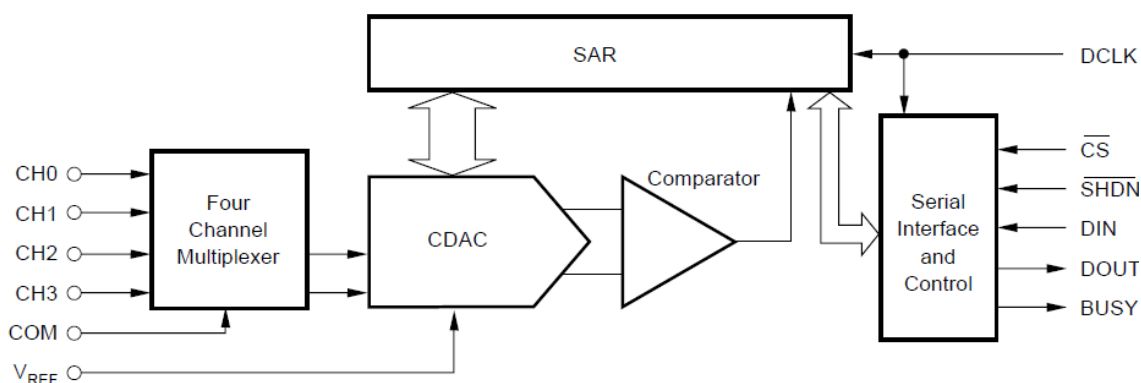 SAR
DCLK
CH0
CH1
CH2
CH3
COM
VREF
Four
Channel
Multiplexer
CDAC
Comparator
Serial
Interface
and
Control
CS
SHDN
DIN
DOUT
BUSY